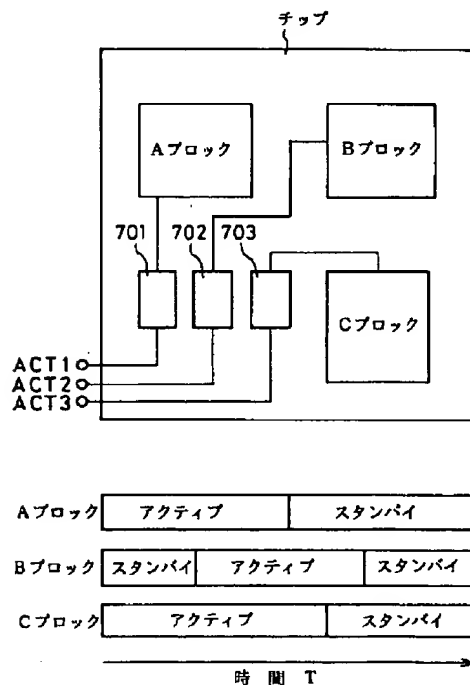 チップ
Aブロック
Bブロック
701
702
703
Cブロック
ACT1
ACT2
ACT3
Aブロック アクティブ スタンバイ
Bブロック スタンバイ アクティブ スタンバイ
Cブロック アクティブ スタンバイ
時間 T